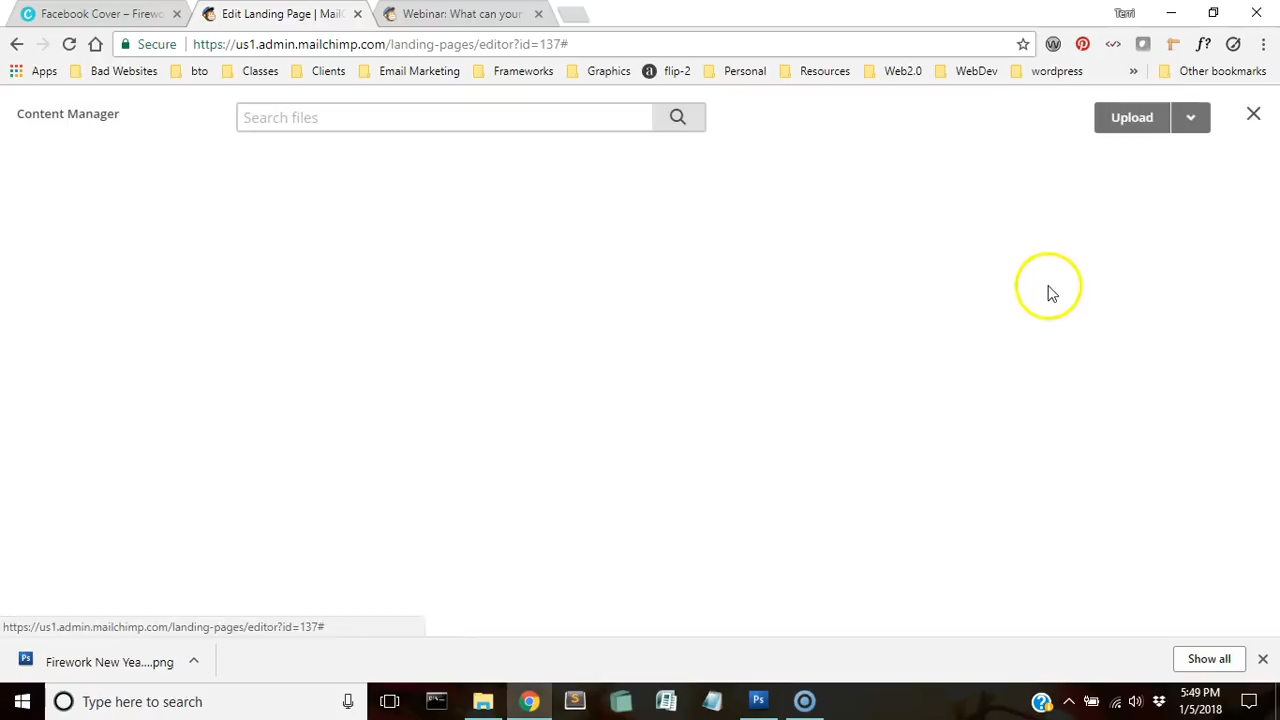 Facebook Cover – Firewo
Edit Landing Page | MailC
Webinar: What can your
Terri
Secure
https://us1.admin.mailchimp.com/landing-pages/editor?id=137#
Apps
Bad Websites
bto
Classes
Clients
Email Marketing
Frameworks
Graphics
flip-2
Personal
Resources
Web2.0
WebDev
wordpress
»
Other bookmarks
Content Manager
Search files
Upload
https://us1.admin.mailchimp.com/landing-pages/editor?id=137#
Firework New Yea....png
Show all
Type here to search
5:49 PM
1/5/2018